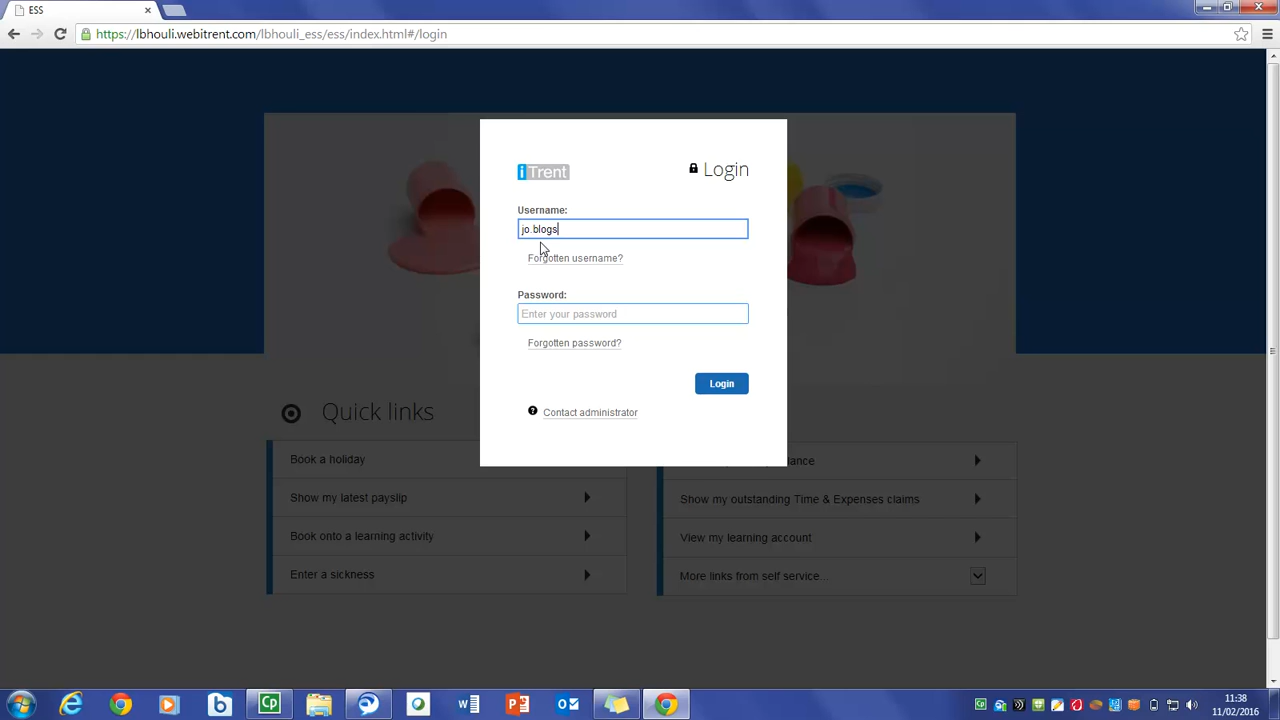 ESS
https://lbhouli.webitrent.com/lbhouli_ess/ess/index.html#/login
iTrent
Login
Username:
jo.blogs
Forgotten username?
Password:
Enter your password
Forgotten password?
Login
Contact administrator
Quick links
Book a holiday
Show my latest payslip
Book onto a learning activity
Enter a sickness
Show my outstanding Time & Expenses claims
View my learning account
More links from self service...
11:38
11/02/2016